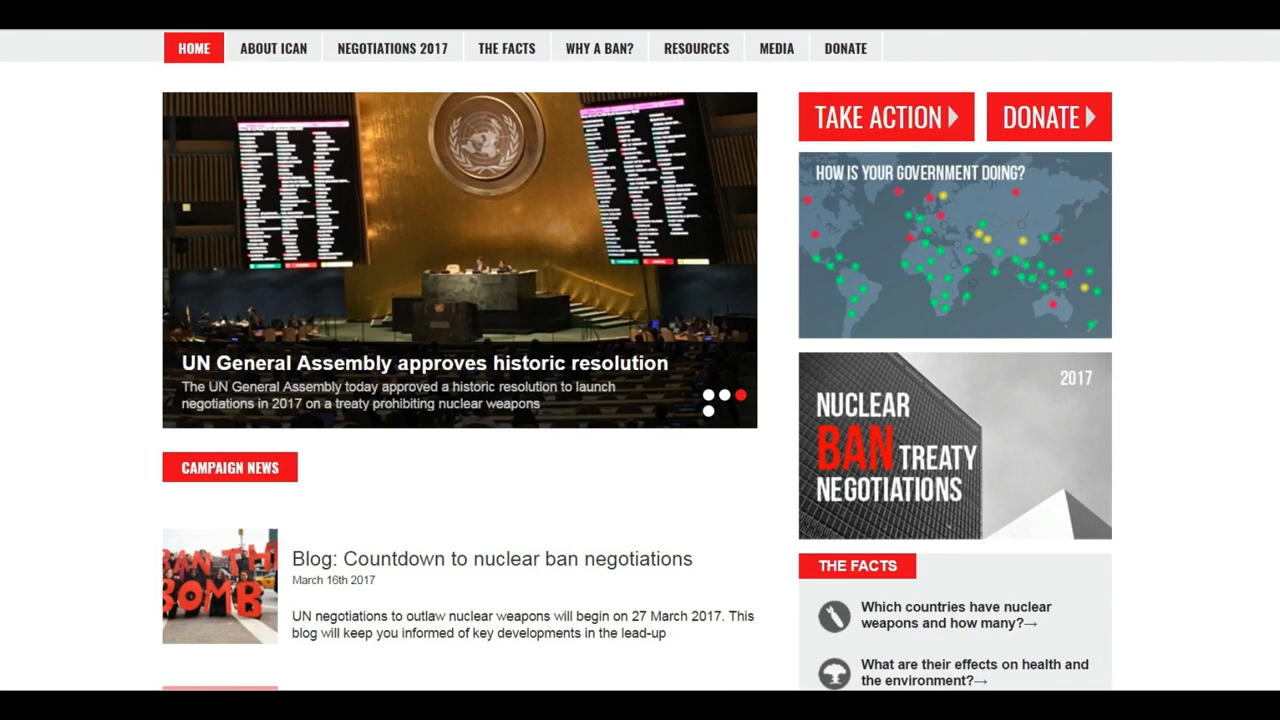 HOME
ABOUT ICAN
NEGOTIATIONS 2017
THE FACTS
WHY A BAN?
RESOURCES
MEDIA
DONATE
UN General Assembly approves historic resolution
The UN General Assembly today approved a historic resolution to launch
negotiations in 2017 on a treaty prohibiting nuclear weapons
CAMPAIGN NEWS
BAN THE
BOMB
Blog: Countdown to nuclear ban negotiations
March 16th 2017
UN negotiations to outlaw nuclear weapons will begin on 27 March 2017. This
blog will keep you informed of key developments in the lead-up
TAKE ACTION
DONATE
HOW IS YOUR GOVERNMENT DOING?
2017
NUCLEAR
BAN TREATY
NEGOTIATIONS
THE FACTS
Which countries have nuclear
weapons and how many?→
What are their effects on health and
the environment?→